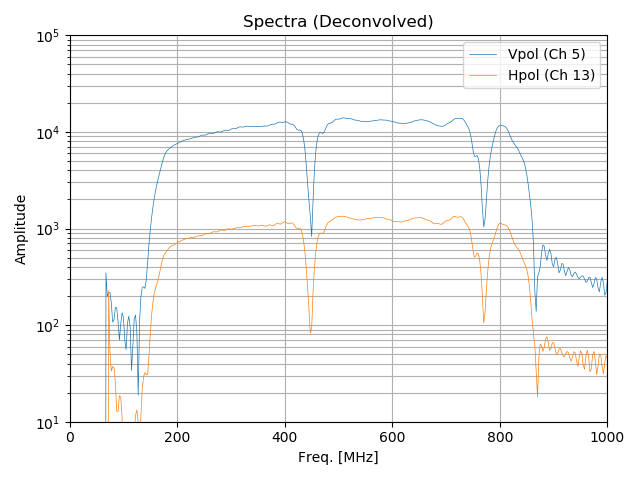 Spectra (Deconvolved)
Vpol (Ch 5)
Hpol (Ch 13)
Amplitude
10^5
10^4
10^3
10^2
10^1
0 200 400 600 800 1000
Freq. [MHz]